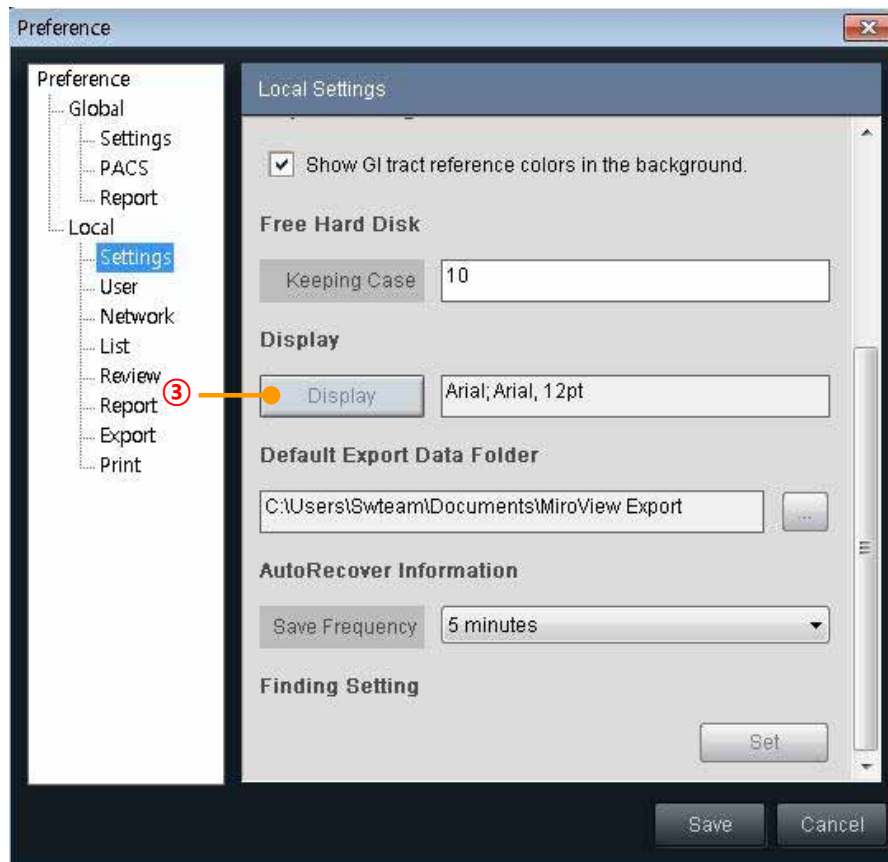 Preference
Preference
Global
Settings
PACS
Report
Local
Settings
User
Network
List
Review
Report
Export
Print
③
Local Settings
Show GI tract reference colors in the background.
Free Hard Disk
Keeping Case 10
Display
Display Arial; Arial, 12pt
Default Export Data Folder
C:\Users\Swteam\Documents\MiroView Export ...
AutoRecover Information
Save Frequency 5 minutes
Finding Setting
Set
Save Cancel